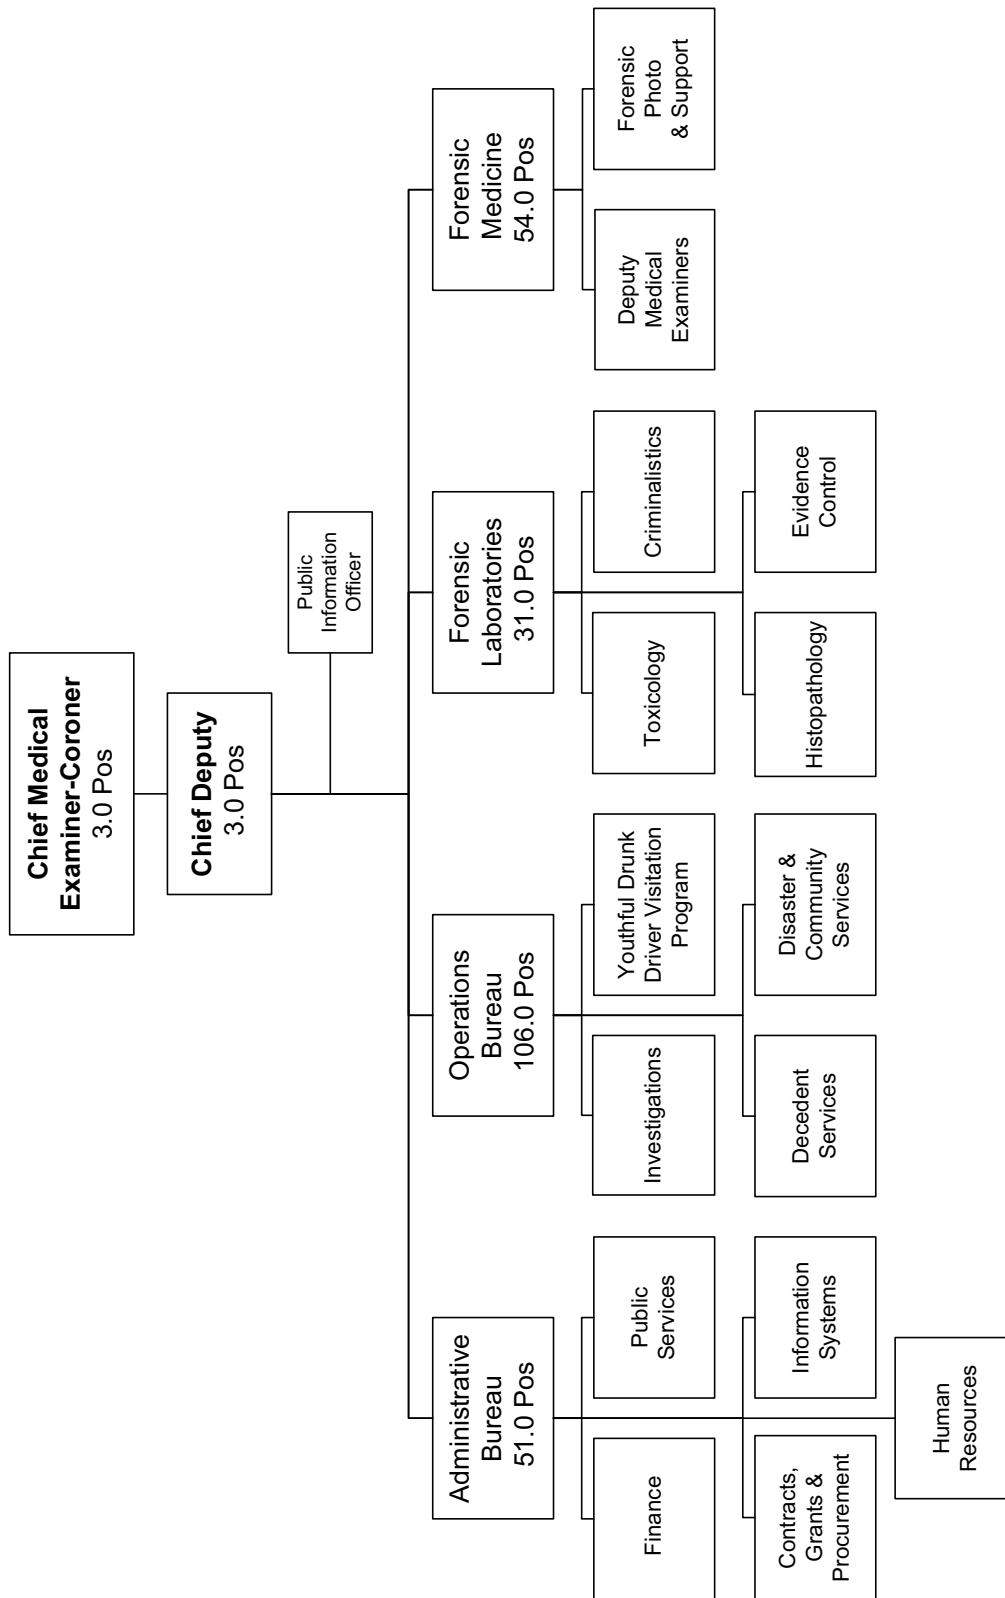 Chief Medical
Examiner-Coroner
3.0 Pos
Chief Deputy
3.0 Pos
Public
Information
Officer
Administrative
Bureau
51.0 Pos
Operations
Bureau
106.0 Pos
Forensic
Laboratories
31.0 Pos
Forensic
Medicine
54.0 Pos
Finance
Public
Services
Investigations
Youthful Drunk
Driver Visitation
Program
Toxicology
Criminalistics
Deputy
Medical
Examiners
Forensic
Photo
& Support
Contracts,
Grants &
Procurement
Information
Systems
Decedent
Services
Disaster &
Community
Services
Histopathology
Evidence
Control
Human
Resources